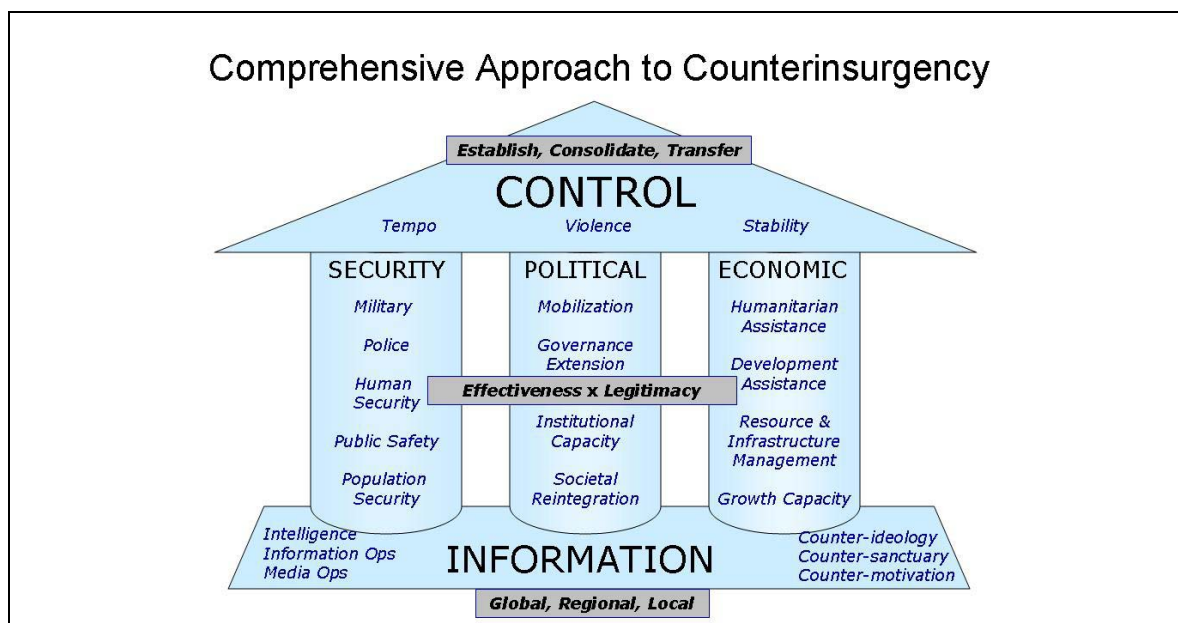 Comprehensive Approach to Counterinsurgency
Establish, Consolidate, Transfer
CONTROL
Tempo
Violence
Stability
SECURITY
Military
Police
Human
Security
Public Safety
Population
Security
POLITICAL
Mobilization
Governance
Extension
Effectiveness x Legitimacy
Institutional
Capacity
Societal
Reintegration
ECONOMIC
Humanitarian
Assistance
Development
Assistance
Resource &
Infrastructure
Management
Growth Capacity
Intelligence
Information Ops
Media Ops
INFORMATION
Counter-ideology
Counter-sanctuary
Counter-motivation
Global, Regional, Local